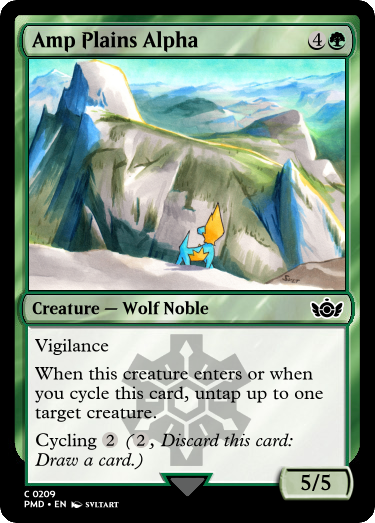 Amp Plains Alpha 4
Creature — Wolf Noble
Vigilance
When this creature enters or when
you cycle this card, untap up to one
target creature.
Cycling 2 (2, Discard this card:
Draw a card.)
5/5
C 0209
PMD • EN SVLTART